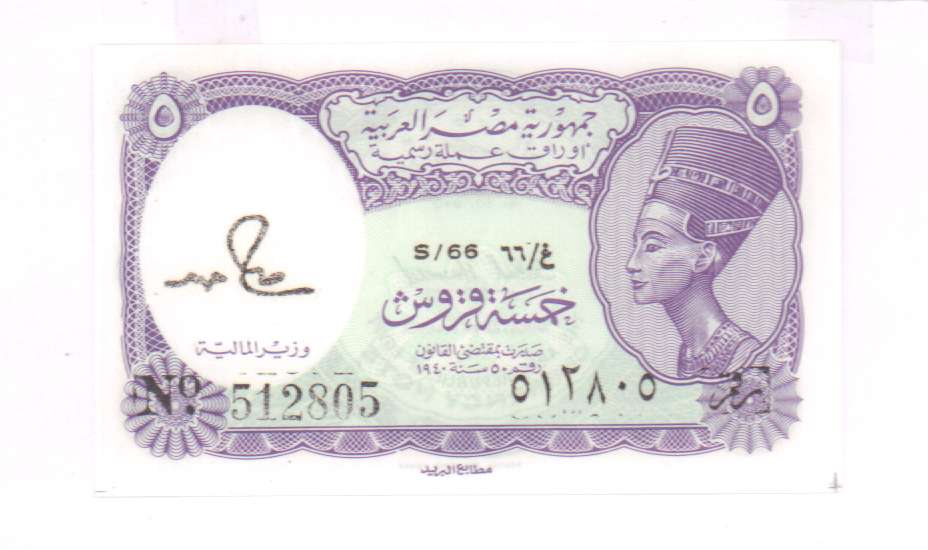 ٥ ٥
جمهورية مصر العربية
أوراق عملة رسمية
S/66 غ/٦٦
خمسة قروش
وزير المالية
صدرت بمقتضى القانون
رقم ٥٠ سنة ١٩٤٠
No. 512805 ٥١٢٨٠٥ رقم
مطابع البريد